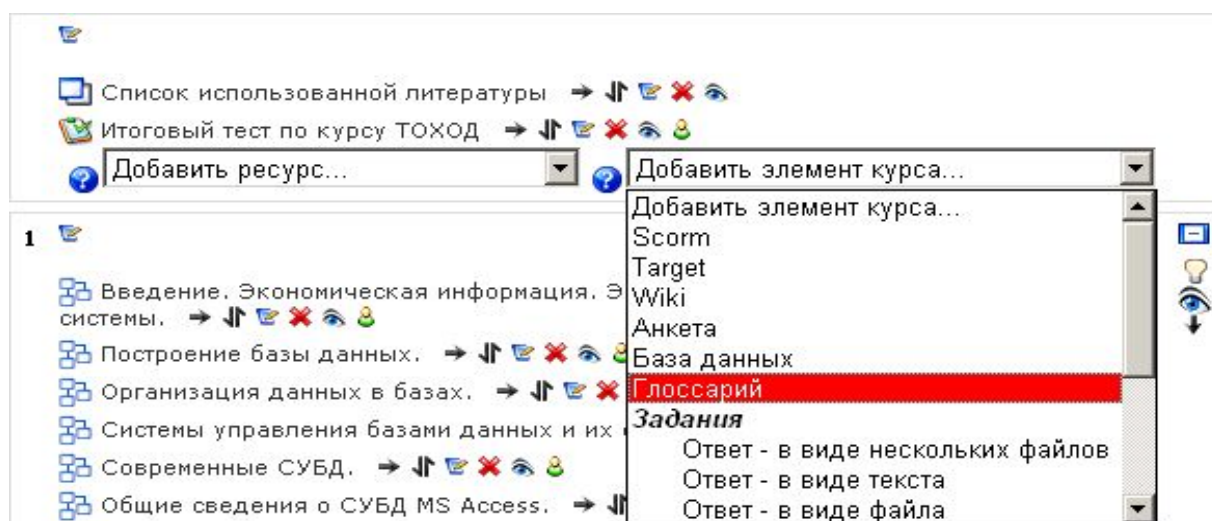 Список использованной литературы
Итоговый тест по курсу ТОХОД
Добавить ресурс... Добавить элемент курса...
Добавить элемент курса...
Scorm
Target
Wiki
Анкета
База данных
Глоссарий
Задания
Ответ - в виде нескольких файлов
Ответ - в виде текста
Ответ - в виде файла
1
Введение. Экономическая информация. Э
системы.
Построение базы данных.
Организация данных в базах.
Системы управления базами данных и их
Современные СУБД.
Общие сведения о СУБД MS Access.